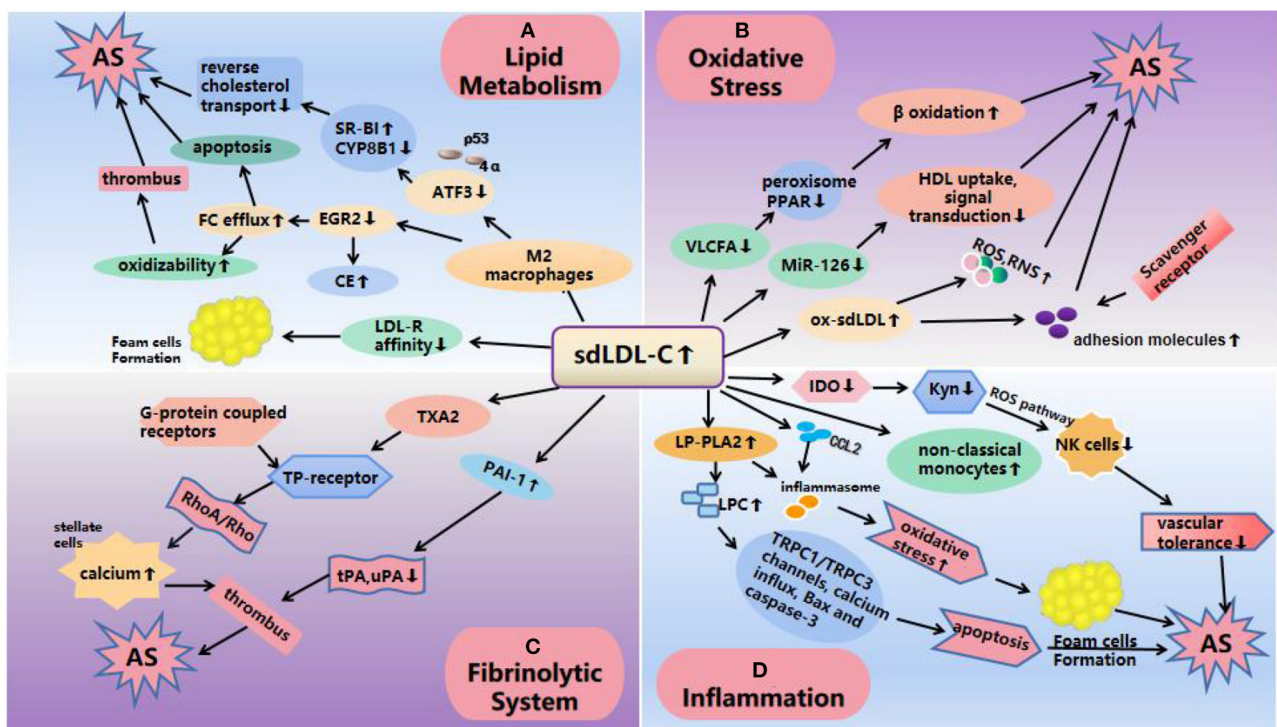 A
Lipid
Metabolism
AS
reverse
cholesterol
transport↓
SR-BI↑
CYP8B1↓
p53
4α
ATF3↓
apoptosis
thrombus
FC efflux↑
EGR2↓
oxidizability↑
CE↑
M2
macrophages
Foam cells
Formation
LDL-R
affinity↓
sdLDL-C↑
B
Oxidative
Stress
AS
β oxidation↑
peroxisome
PPAR↓
HDL uptake,
signal
transduction↓
VLCFA↓
MiR-126↓
ROS,RNS↑
Scavenger
receptor
ox-sdLDL↑
adhesion molecules↑
G-protein coupled
receptors
TXA2
TP-receptor
PAI-1↑
RhoA/Rho
stellate
cells
calcium↑
tPA,uPA↓
thrombus
AS
C
Fibrinolytic
System
IDO↓
Kyn↓
ROS pathway
NK cells↓
LP-PLA2↑
CCL2
non-classical
monocytes↑
LPC↑
inflammasome
oxidative
stress↑
vascular
tolerance↓
TRPC1/TRPC3
channels, calcium
influx, Bax and
caspase-3
apoptosis
Foam cells
Formation
AS
D
Inflammation